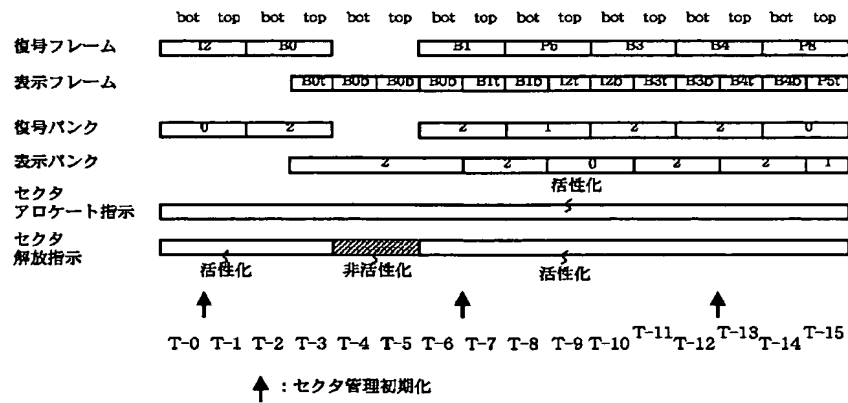 bot top bot top bot top bot top bot top bot top bot top bot top
復号フレーム I2 B0 B1 P5 B3 B4 P8
表示フレーム B0t B0b B0b B0b B1t B1b I2t I2b B3t B3b B4t B4b P5t
復号バンク 0 2 2 1 2 2 0
表示バンク 2 2 0 2 2 1
活性化
セクタ
アロケート指示
セクタ
解放指示
活性化 非活性化 活性化
T-0 T-1 T-2 T-3 T-4 T-5 T-6 T-7 T-8 T-9 T-10 T-11 T-12 T-13 T-14 T-15
:セクタ管理初期化